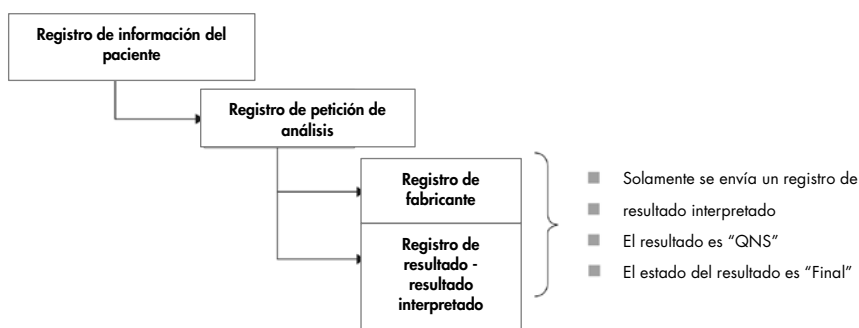 Registro de información del
paciente
Registro de petición de
análisis
Registro de
fabricante
Registro de
resultado -
resultado
interpretado
Solamente se envía un registro de
resultado interpretado
El resultado es “QNS”
El estado del resultado es “Final”